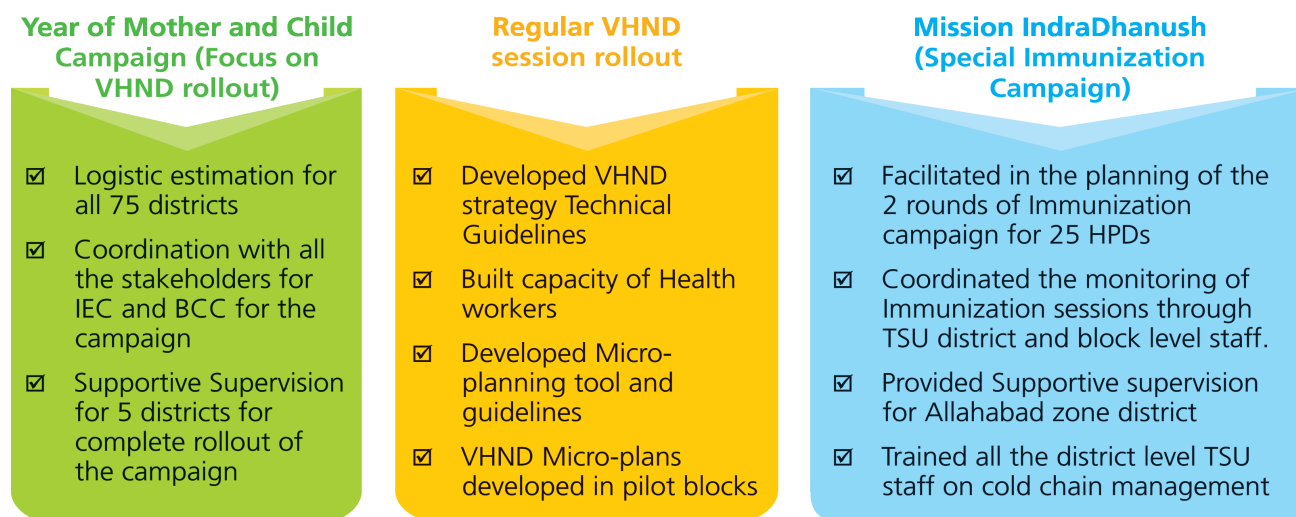 Year of Mother and Child
Campaign (Focus on
VHND rollout)
Logistic estimation for
all 75 districts
Coordination with all
the stakeholders for
IEC and BCC for the
campaign
Supportive Supervision
for 5 districts for
complete rollout of
the campaign
Regular VHND
session rollout
Developed VHND
strategy Technical
Guidelines
Built capacity of Health
workers
Developed Micro-
planning tool and
guidelines
VHND Micro-plans
developed in pilot blocks
Mission IndraDhanush
(Special Immunization
Campaign)
Facilitated in the planning of the
2 rounds of Immunization
campaign for 25 HPDs
Coordinated the monitoring of
Immunization sessions through
TSU district and block level staff.
Provided Supportive supervision
for Allahabad zone district
Trained all the district level TSU
staff on cold chain management